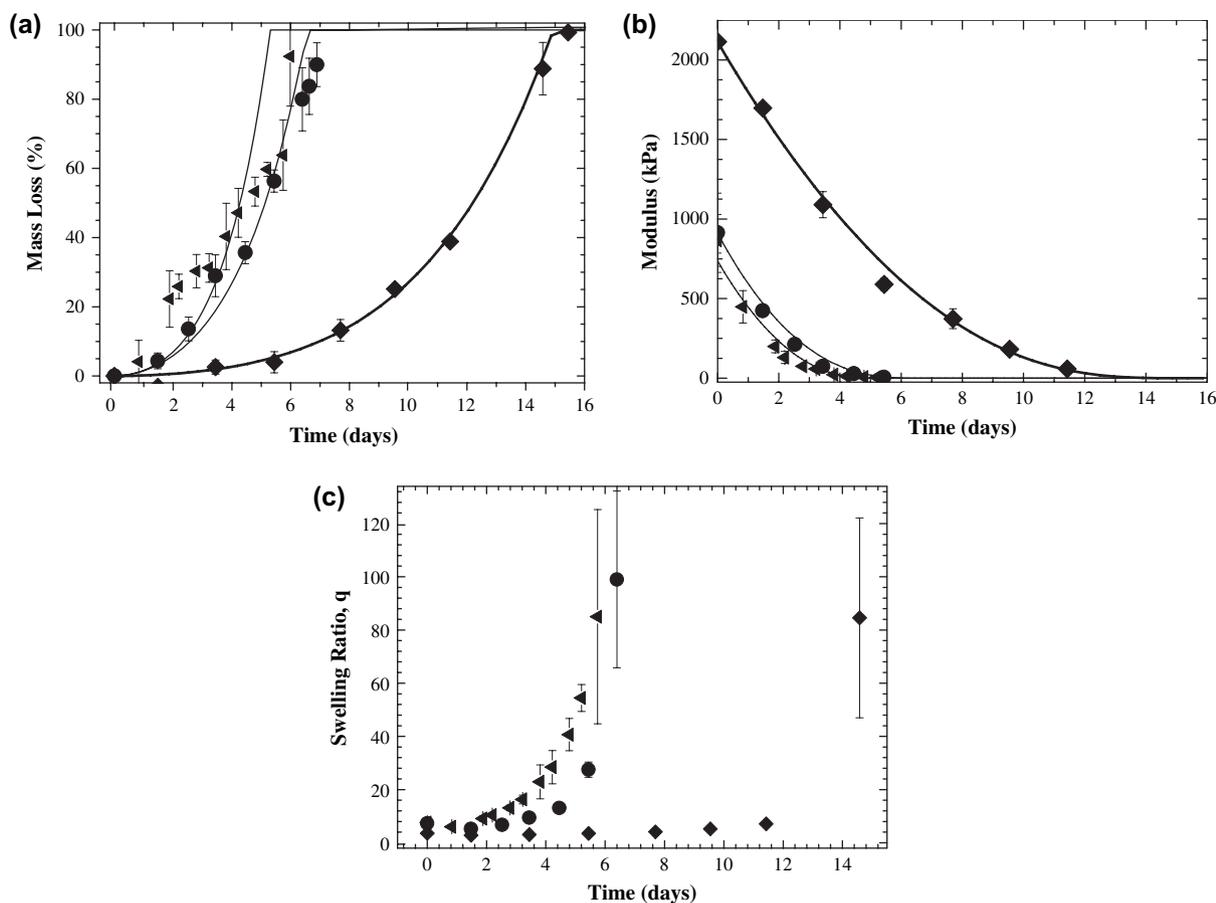 (a)
100
80
60
40
20
0
Mass Loss (%)
0 2 4 6 8 10 12 14 16
Time (days)
(b)
2000
1500
1000
500
0
Modulus (kPa)
0 2 4 6 8 10 12 14 16
Time (days)
(c)
120
100
80
60
40
20
0
Swelling Ratio, q
0 2 4 6 8 10 12 14
Time (days)